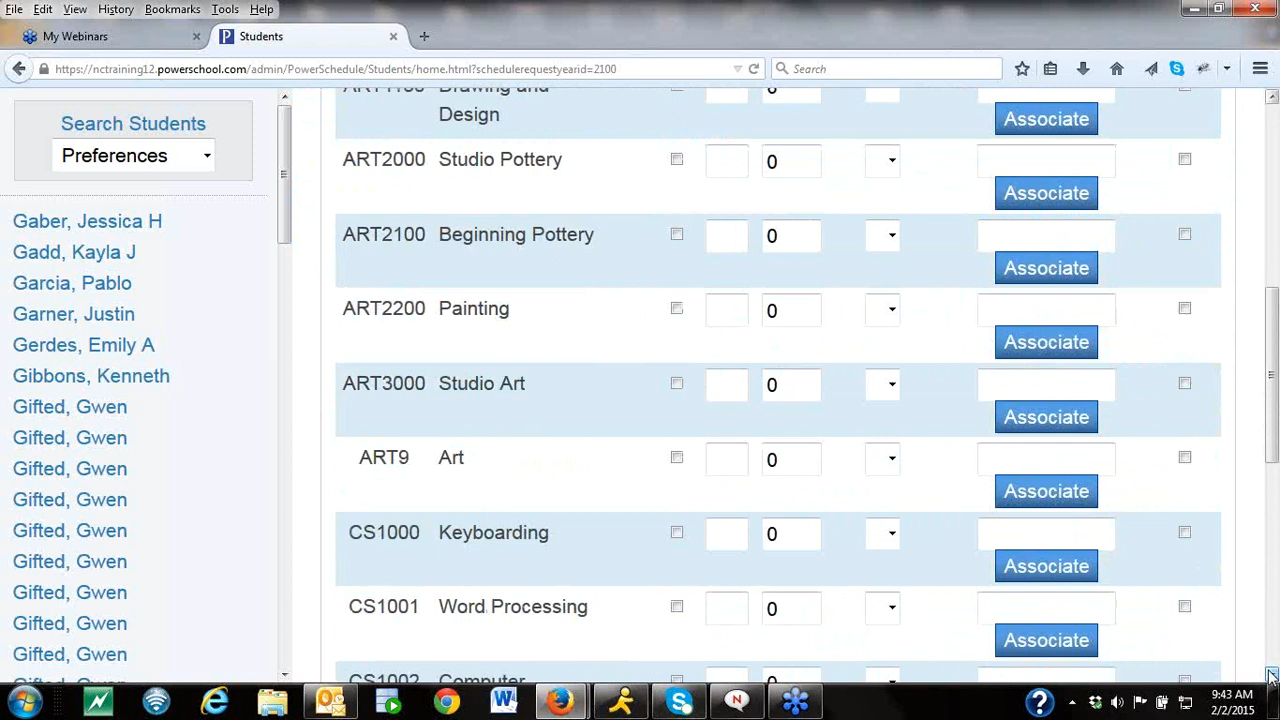 File Edit View History Bookmarks Tools Help
My Webinars × Students × +
https://nctraining12.powerschool.com/admin/PowerSchedule/Students/home.html?schedulerequestyearid=2100 Search
Search Students
Preferences
Gaber, Jessica H
Gadd, Kayla J
Garcia, Pablo
Garner, Justin
Gerdes, Emily A
Gibbons, Kenneth
Gifted, Gwen
Gifted, Gwen
Gifted, Gwen
Gifted, Gwen
Gifted, Gwen
Gifted, Gwen
Gifted, Gwen
Gifted, Gwen
Gifted, Gwen
Drawing and
Design Associate
ART2000 Studio Pottery 0
Associate
ART2100 Beginning Pottery 0
Associate
ART2200 Painting 0
Associate
ART3000 Studio Art 0
Associate
ART9 Art 0
Associate
CS1000 Keyboarding 0
Associate
CS1001 Word Processing 0
Associate
CS1002 Computer 0
9:43 AM
2/2/2015